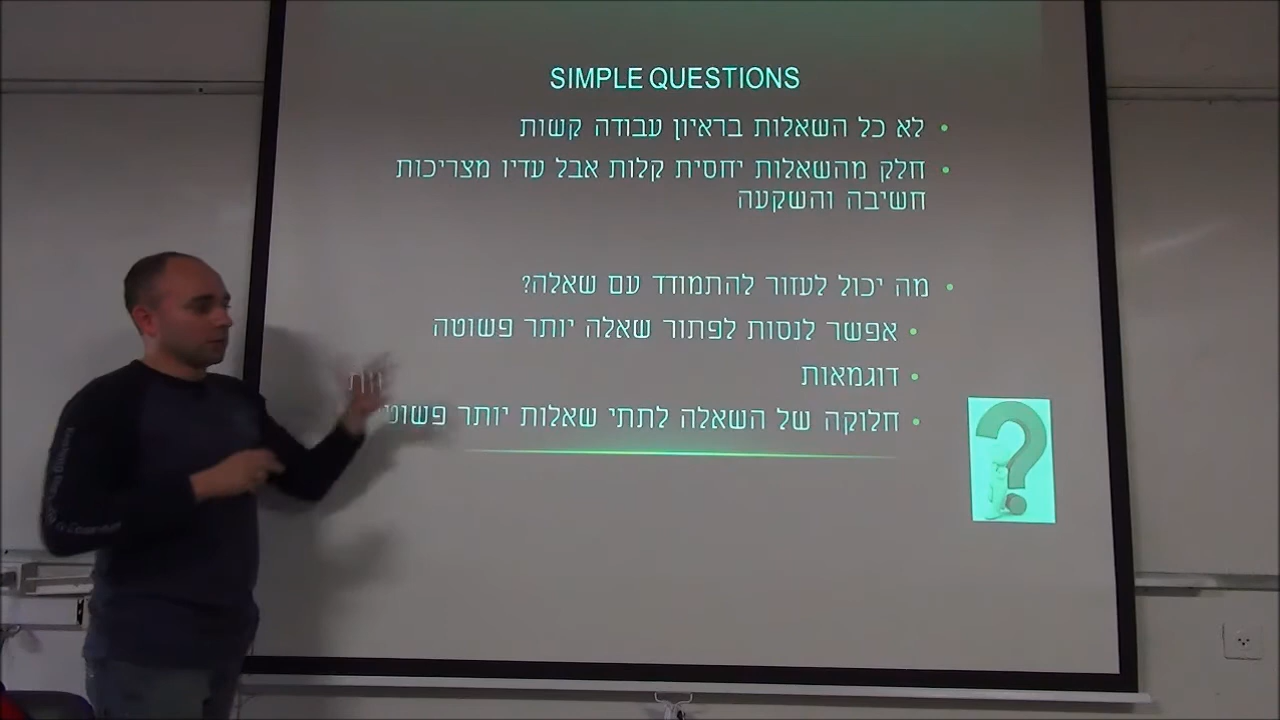 SIMPLE QUESTIONS
לא כל השאלות בראיון עבודה קשות
חלק מהשאלות יחסית קלות אבל עדיו מצריכות
חשיבה והשקעה
מה יכול לעזור להתמודד עם שאלה?
אפשר לנסות לפתור שאלה יותר פשוטה
דוגמאות
חלוקה של השאלה לתתי שאלות יותר